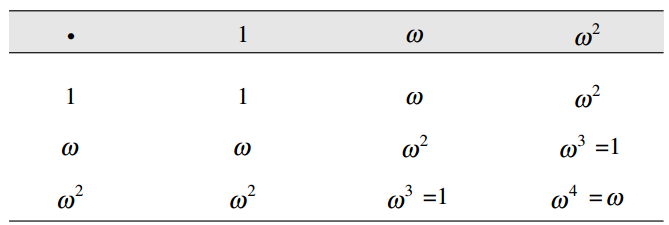 • 1 ω ω²
1 1 ω ω²
ω ω ω² ω³ =1
ω² ω² ω³ =1 ω⁴ = ω